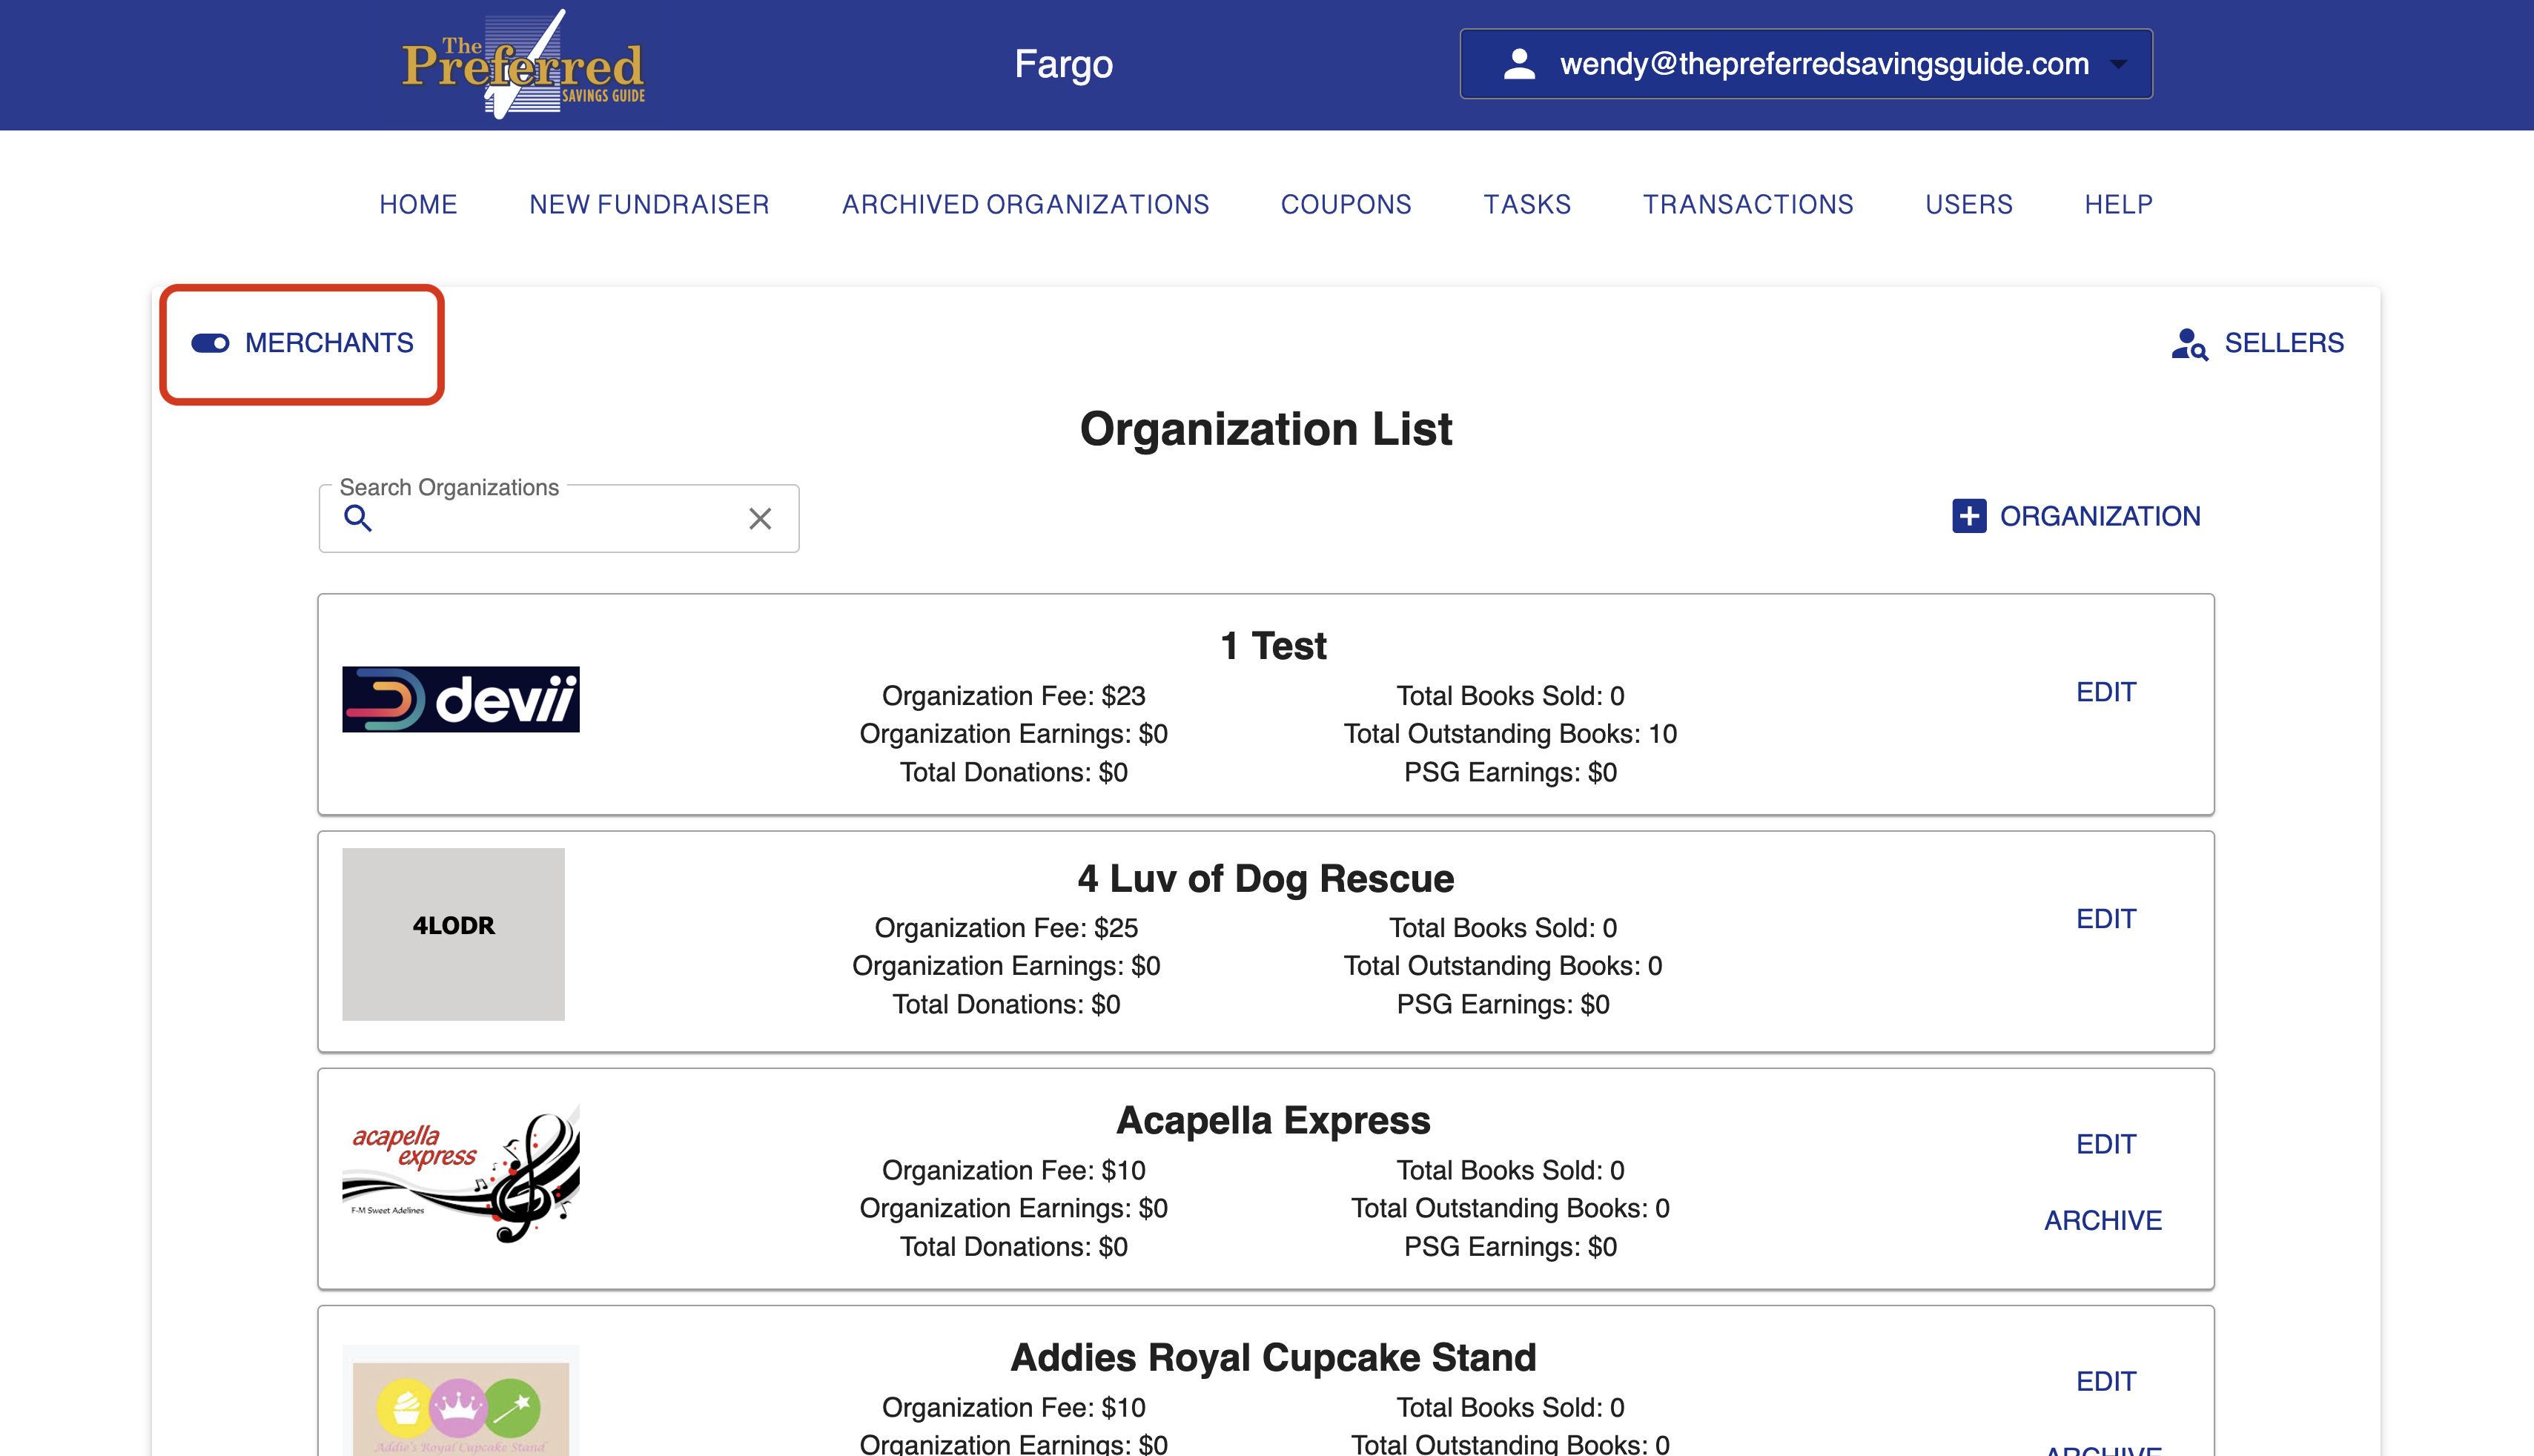 The
Preferred
SAVINGS GUIDE
Fargo
wendy@thepreferredsavingsguide.com
HOME NEW FUNDRAISER ARCHIVED ORGANIZATIONS COUPONS TASKS TRANSACTIONS USERS HELP
MERCHANTS
SELLERS
Organization List
Search Organizations
ORGANIZATION
devii
1 Test
Organization Fee: $23
Organization Earnings: $0
Total Donations: $0
Total Books Sold: 0
Total Outstanding Books: 10
PSG Earnings: $0
EDIT
4LODR
4 Luv of Dog Rescue
Organization Fee: $25
Organization Earnings: $0
Total Donations: $0
Total Books Sold: 0
Total Outstanding Books: 0
PSG Earnings: $0
EDIT
acapella
express
F-M Sweet Adelines
Acapella Express
Organization Fee: $10
Organization Earnings: $0
Total Donations: $0
Total Books Sold: 0
Total Outstanding Books: 0
PSG Earnings: $0
EDIT
ARCHIVE
Addie's Royal Cupcake Stand
Addies Royal Cupcake Stand
Organization Fee: $10
Organization Earnings: $0
Total Books Sold: 0
Total Outstanding Books: 0
EDIT
ARCHIVE